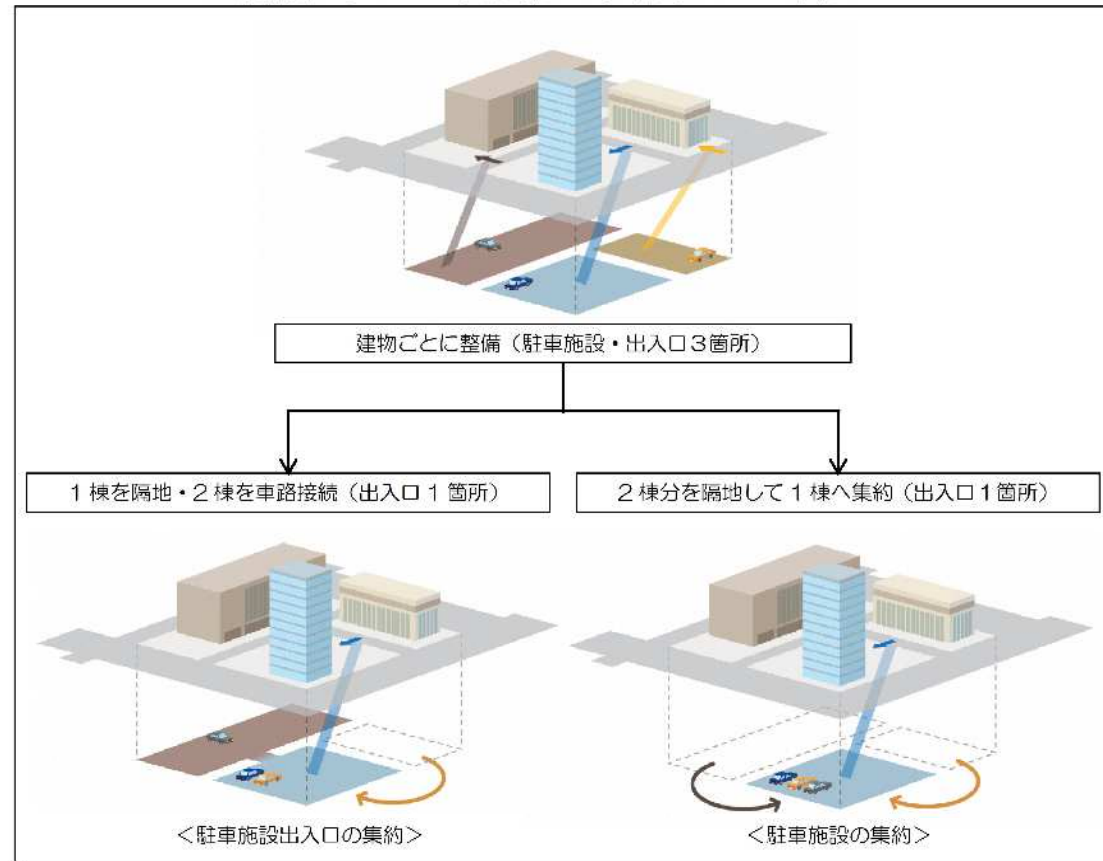 建物ごとに整備（駐車施設・出入口３箇所）
１棟を隔地・２棟を車路接続（出入口１箇所）
２棟分を隔地して１棟へ集約（出入口１箇所）
＜駐車施設出入口の集約＞
＜駐車施設の集約＞